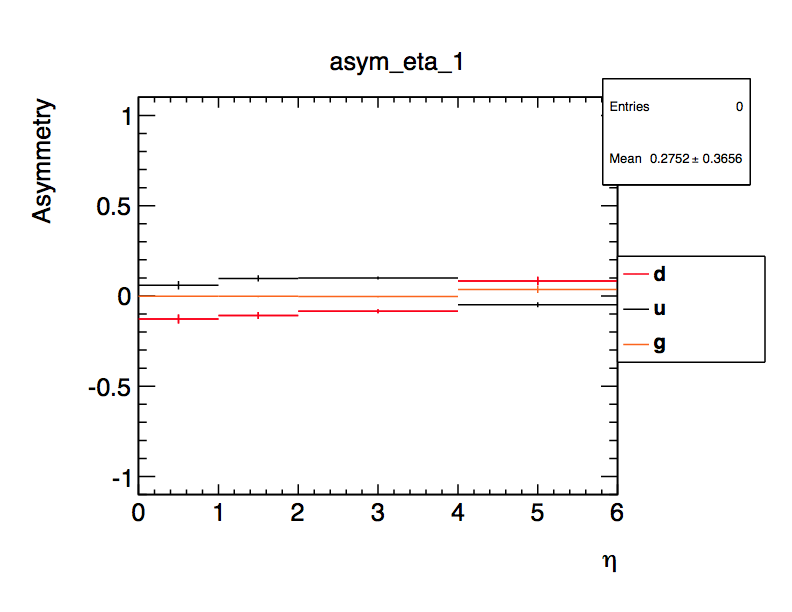 asym_eta_1
Entries 0
Mean 0.2752 ± 0.3656
Asymmetry
1
0.5
0
-0.5
-1
d
u
g
0 1 2 3 4 5 6
η